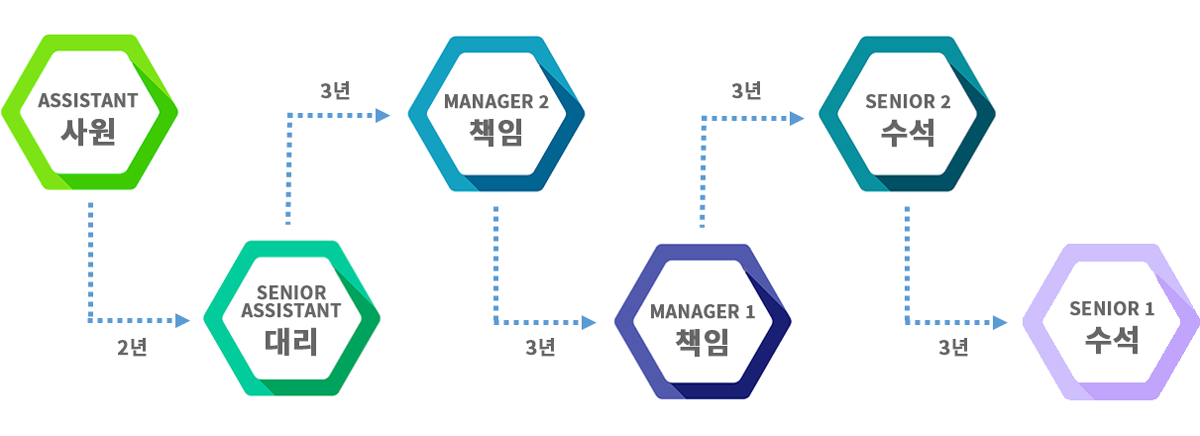 ASSISTANT
사원
2년
SENIOR
ASSISTANT
대리
3년
MANAGER 2
책임
3년
MANAGER 1
책임
3년
SENIOR 2
수석
3년
SENIOR 1
수석